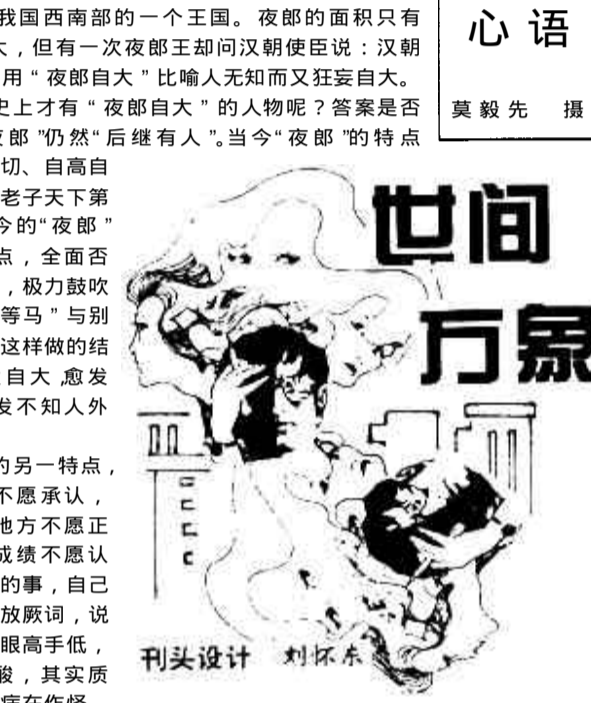 我国西南部的一个王国。夜郎的面积只有
大，但有一次夜郎王却问汉朝使臣说：汉朝
用“夜郎自大”比喻人无知而又狂妄自大。
史上才有“夜郎自大”的人物呢？答案是否
夜郎”仍然“后继有人”。当今“夜郎”的特点
切、自高自
老子天下第
今的“夜郎”
点，全面否
，极力鼓吹
等马”与别
这样做的结
自大，愈发
发不知人外
的另一特点，
不愿承认，
地方不愿正
成绩不愿认
的事，自己
放厥词，说
眼高手低，
酸，其实质
病在作怪
心语
莫毅先 摄
世间
万象
刊头设计 刘怀东